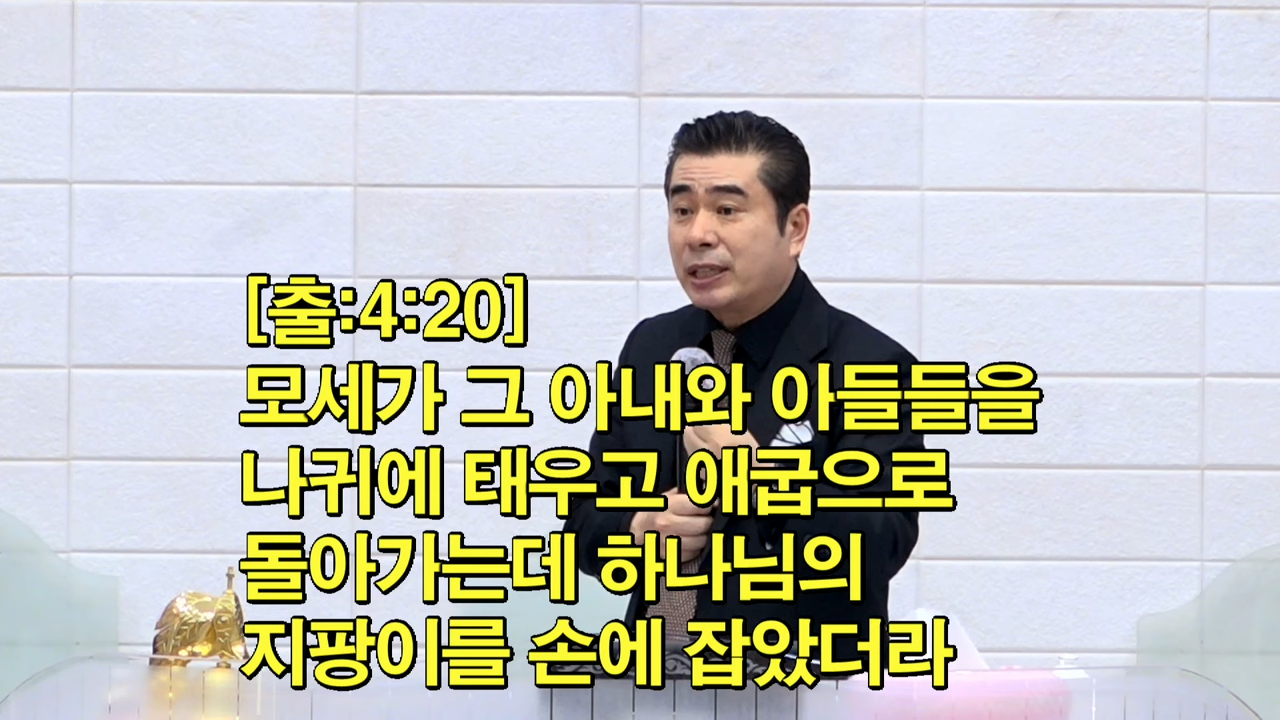 [출:4:20]
모세가 그 아내와 아들들을
나귀에 태우고 애굽으로
돌아가는데 하나님의
지팡이를 손에 잡았더라